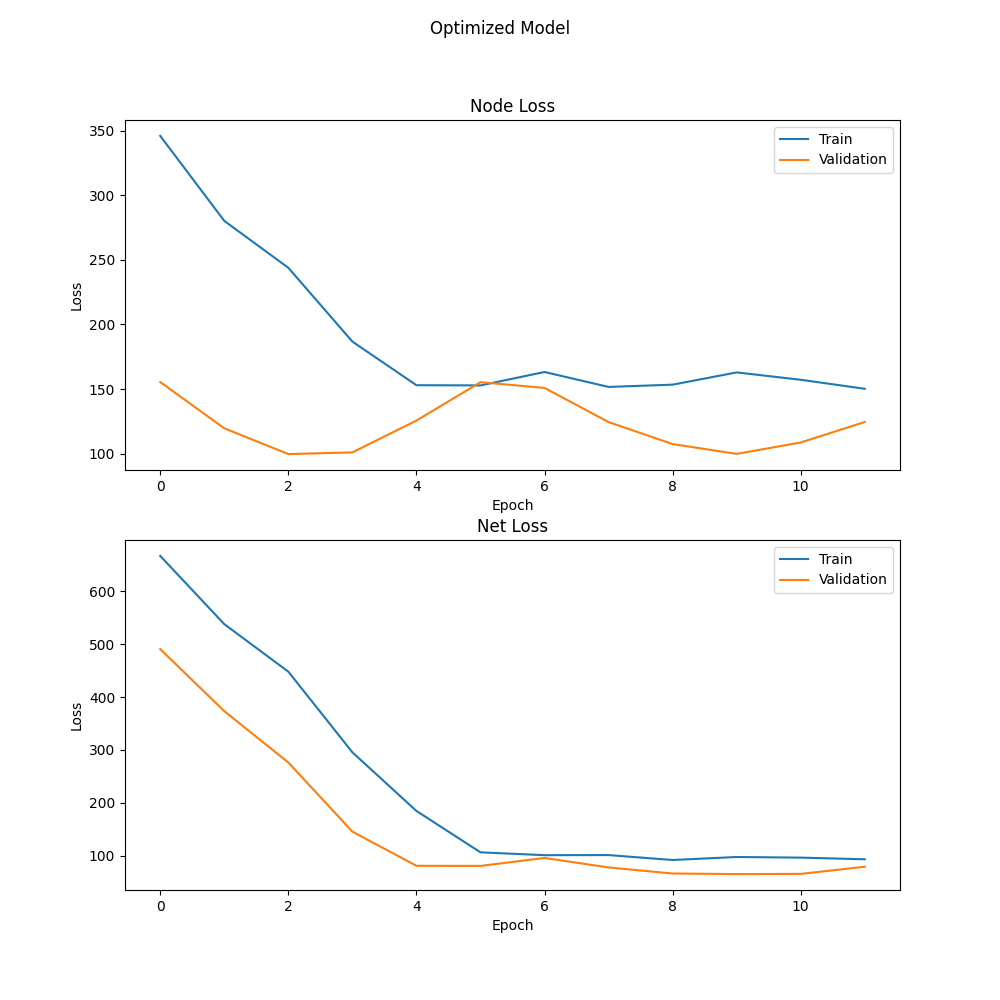 Optimized Model
Node Loss
350
300
250
200
150
100
Loss
Train
Validation
0 2 4 6 8 10
Epoch
Net Loss
600
500
400
300
200
100
Loss
Train
Validation
0 2 4 6 8 10
Epoch